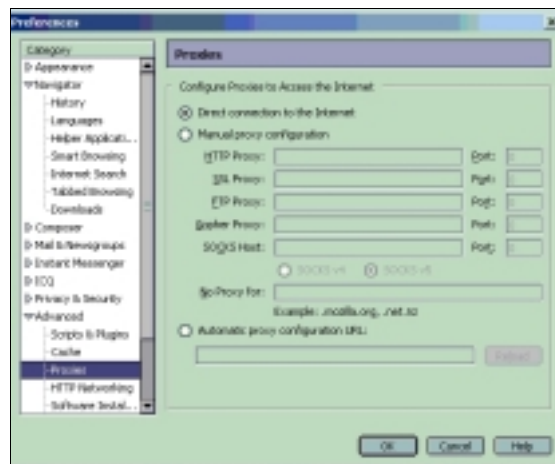 Preferences
Category
Appearance
Navigator
History
Languages
Helper Applicati...
Smart Browsing
Internet Search
Tabbed Browsing
Downloads
Composer
Mail & Newsgroups
Instant Messenger
ICQ
Privacy & Security
Advanced
Scripts & Plugins
Cache
Proxies
HTTP Networking
Software Instal...
Proxies
Configure Proxies to Access the Internet
Direct connection to the Internet
Manual proxy configuration
HTTP Proxy: Port:
SSL Proxy: Port:
FTP Proxy: Port:
Gopher Proxy: Port:
SOCKS Host: Port:
SOCKS v4 SOCKS v5
No Proxy for:
Example: .mozilla.org, .net.nz
Automatic proxy configuration URL:
Reload
OK Cancel Help